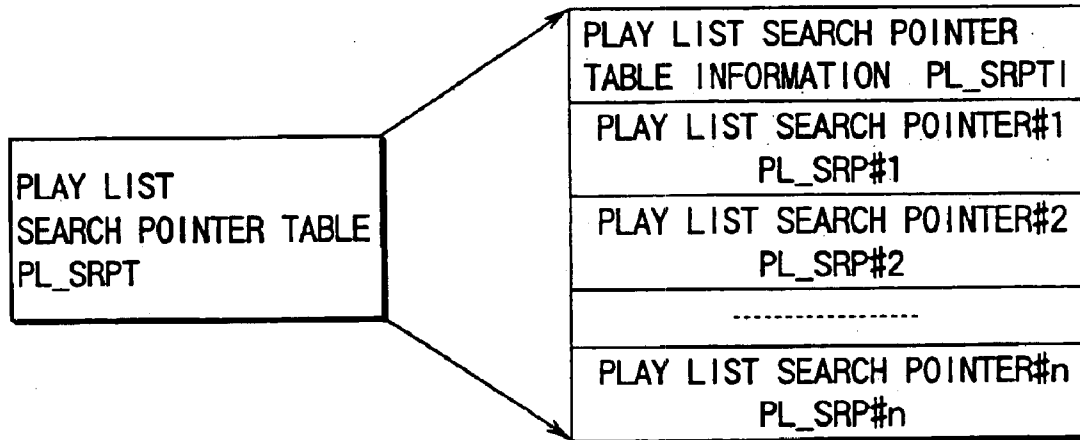 PLAY LIST
SEARCH POINTER TABLE
PL_SRPT
PLAY LIST SEARCH POINTER
TABLE INFORMATION PL_SRPTI
PLAY LIST SEARCH POINTER#1
PL_SRP#1
PLAY LIST SEARCH POINTER#2
PL_SRP#2
------------------
PLAY LIST SEARCH POINTER#n
PL_SRP#n